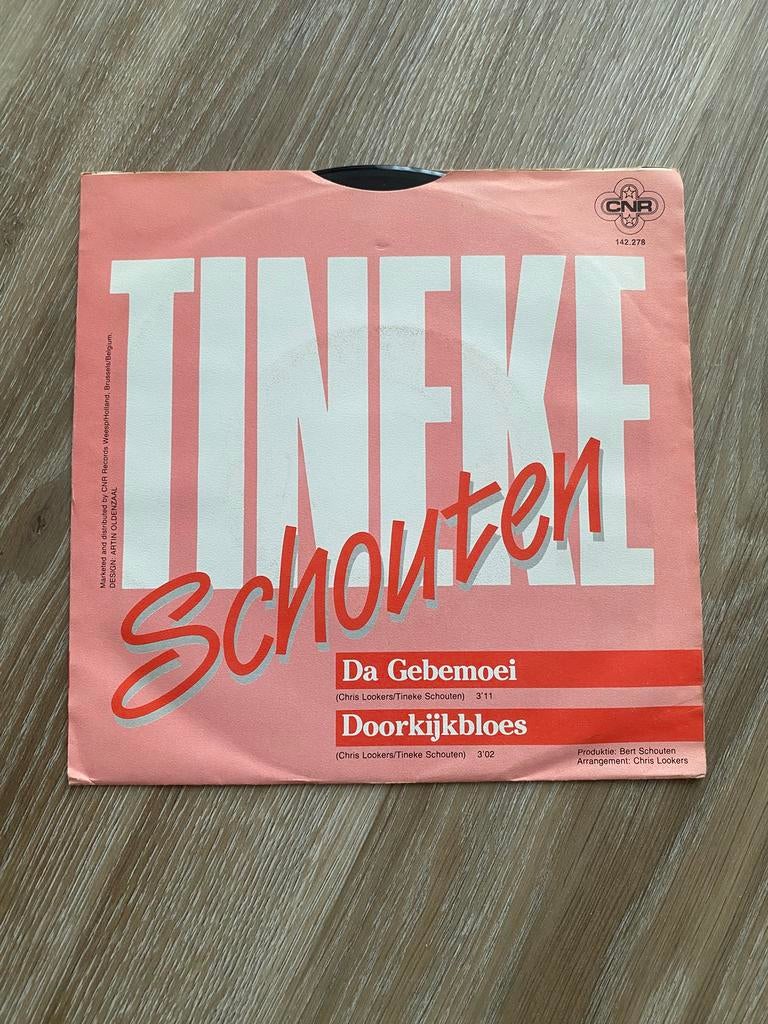 CNR
142.278
TINEKE
Schouten
Marketed and distributed by CNR Records Weesp/Holland, Brussels/Belgium.
DESIGN: ARTIN OLDENZAAL
Da Gebemoei
(Chris Lookers/Tineke Schouten) 3'11
Doorkijkbloes
(Chris Lookers/Tineke Schouten) 3'02
Produktie: Bert Schouten
Arrangement: Chris Lookers